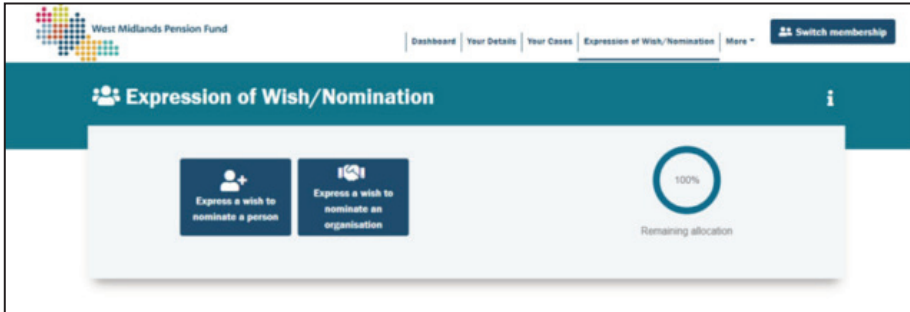 West Midlands Pension Fund
Dashboard Your Details Your Cases Expression of Wish/Nomination More Switch membership
Expression of Wish/Nomination
Express a wish to
nominate a person
Express a wish to
nominate an
organisation
100%
Remaining allocation